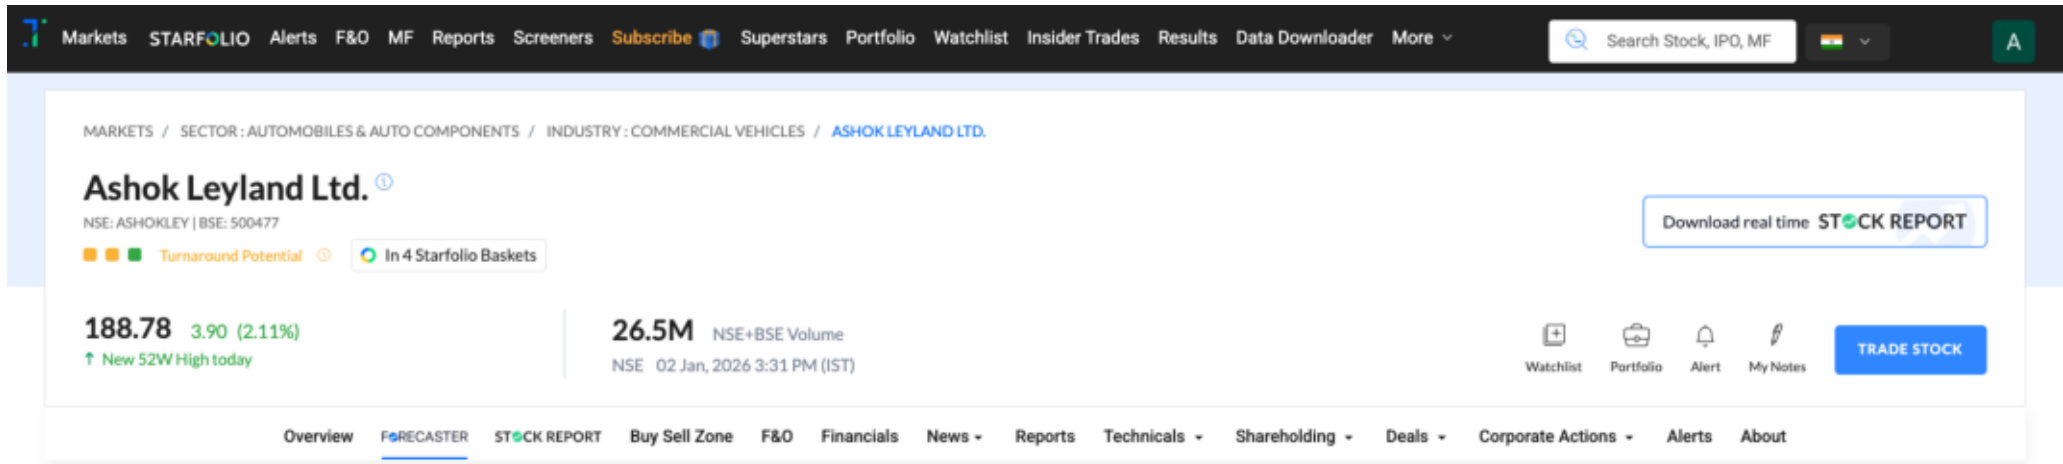 Markets STARFOLIO Alerts F&O MF Reports Screeners Subscribe Superstars Portfolio Watchlist Insider Trades Results Data Downloader More Search Stock, IPO, MF A
MARKETS / SECTOR : AUTOMOBILES & AUTO COMPONENTS / INDUSTRY : COMMERCIAL VEHICLES / ASHOK LEYLAND LTD.
Ashok Leyland Ltd.
NSE: ASHOKLEY | BSE: 500477
Download real time STOCK REPORT
Turnaround Potential In 4 Starfolio Baskets
188.78 3.90 (2.11%) 26.5M NSE+BSE Volume
↑ New 52W High today NSE 02 Jan, 2026 3:31 PM (IST)
Watchlist Portfolio Alert My Notes TRADE STOCK
Overview FORECASTER STOCK REPORT Buy Sell Zone F&O Financials News Reports Technicals Shareholding Deals Corporate Actions Alerts About